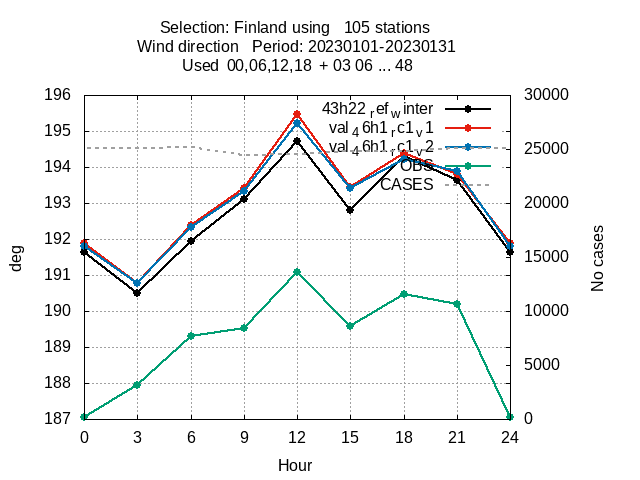 Selection: Finland using   105 stations
Wind direction   Period: 20230101-20230131
Used  00,06,12,18  + 03 06 ... 48
196
195
194
193
192
191
190
189
188
187
30000
25000
20000
15000
10000
5000
0
43h22_ref_winter
val_46h1_rc1_v1
val_46h1_rc1_v2
OBS
CASES
deg
No cases
0 3 6 9 12 15 18 21 24
Hour